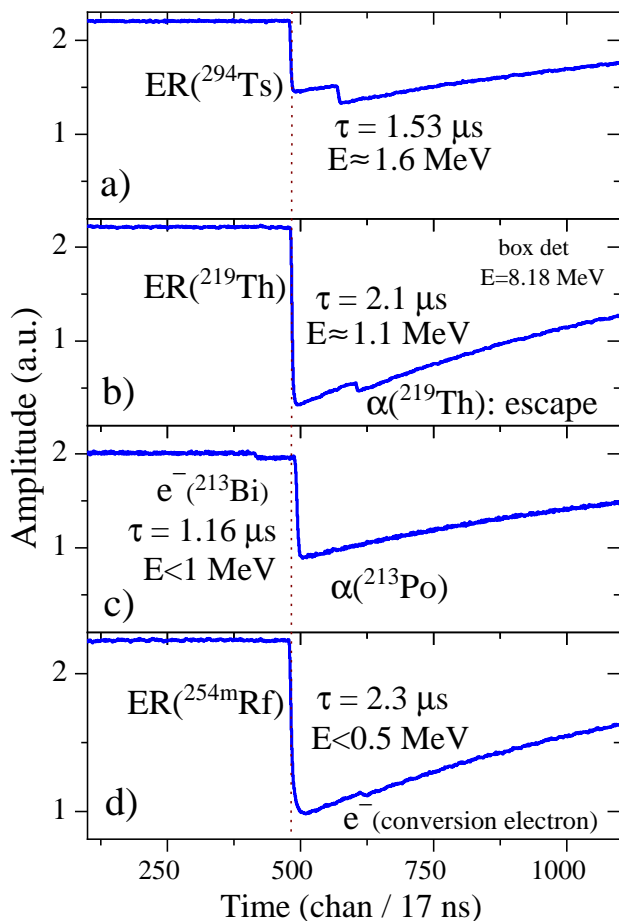 Amplitude (a.u.)
2
1
ER(²⁹⁴Ts)
τ = 1.53 μs
E≈1.6 MeV
a)
2
1
box det
E=8.18 MeV
ER(²¹⁹Th)
τ = 2.1 μs
E≈1.1 MeV
b)
α(²¹⁹Th): escape
2
1
e⁻(²¹³Bi)
τ = 1.16 μs
E<1 MeV
α(²¹³Po)
c)
2
1
ER(²⁵⁴ᵐRf)
τ = 2.3 μs
E<0.5 MeV
d)
e⁻(conversion electron)
250 500 750 1000
Time (chan / 17 ns)